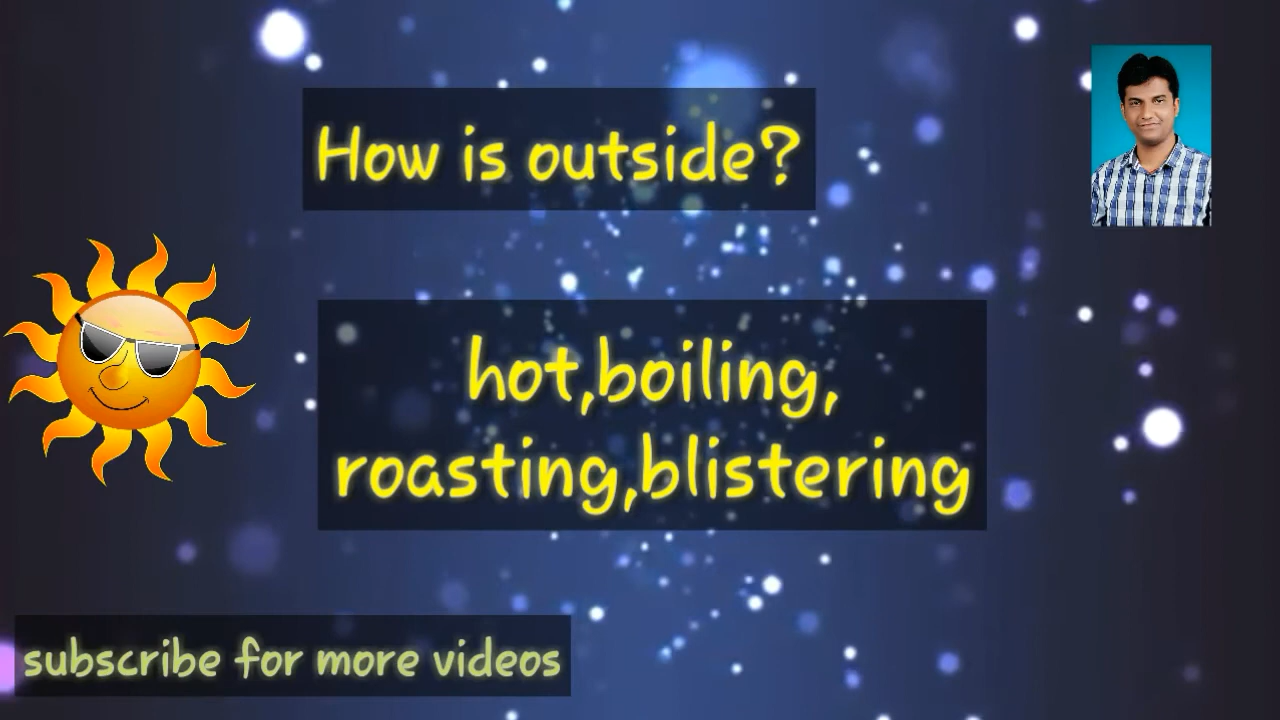 How is outside?
hot,boiling,
roasting,blistering
subscribe for more videos